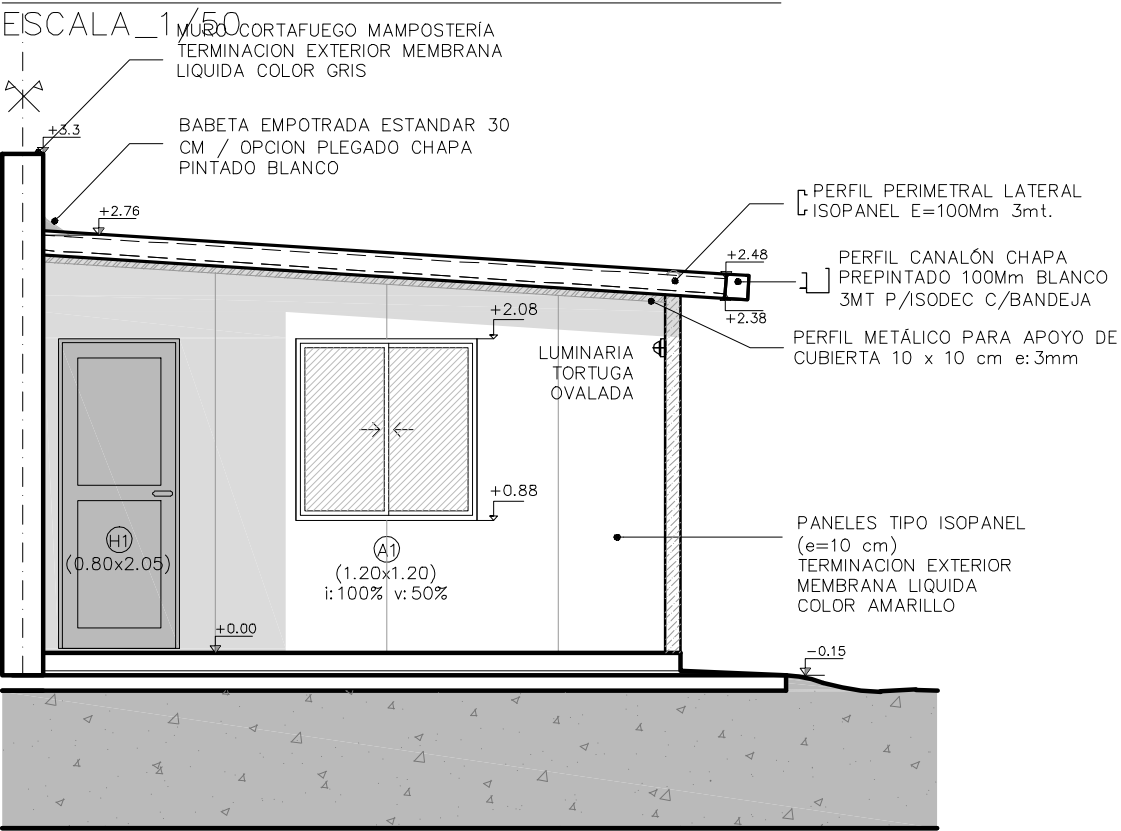 ESCALA_1/50
MURO CORTAFUEGO MAMPOSTERÍA
TERMINACION EXTERIOR MEMBRANA
LIQUIDA COLOR GRIS
+3.3
BABETA EMPOTRADA ESTANDAR 30
CM / OPCION PLEGADO CHAPA
PINTADO BLANCO
+2.76
PERFIL PERIMETRAL LATERAL
ISOPANEL E=100Mm 3mt.
+2.48
PERFIL CANALÓN CHAPA
PREPINTADO 100Mm BLANCO
3MT P/ISODEC C/BANDEJA
+2.38
+2.08
PERFIL METÁLICO PARA APOYO DE
CUBIERTA 10 x 10 cm e:3mm
LUMINARIA
TORTUGA
OVALADA
+0.88
H1
(0.80x2.05)
A1
(1.20x1.20)
i:100% v:50%
PANELES TIPO ISOPANEL
(e=10 cm)
TERMINACION EXTERIOR
MEMBRANA LIQUIDA
COLOR AMARILLO
+0.00
-0.15